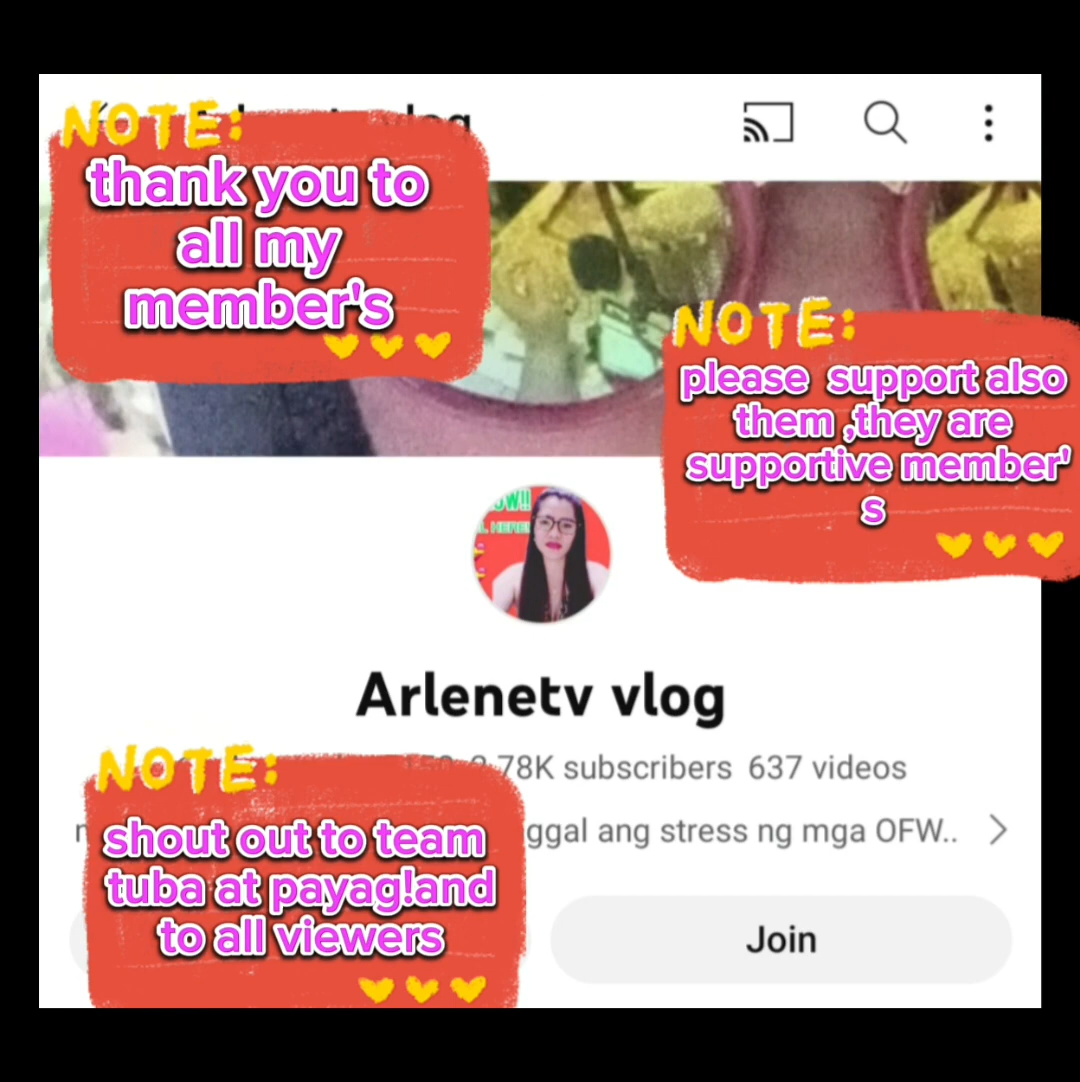 NOTE:
thank you to
all my
member's
NOTE:
please support also
them ,they are
supportive member'
s
Arlenetv vlog
78K subscribers 637 videos
ggal ang stress ng mga OFW..
NOTE:
shout out to team
tuba at payag!and
to all viewers
Join